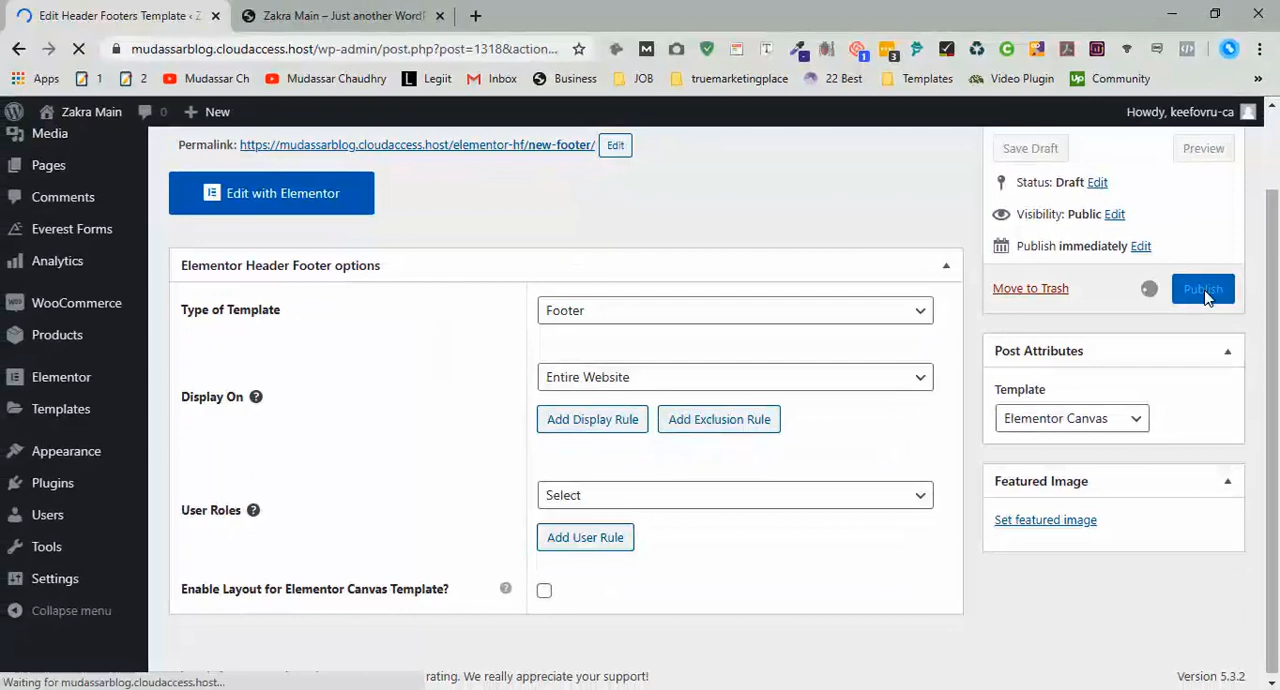 Edit Header Footers Template ‹ Z
Zakra Main – Just another WordP
mudassarblog.cloudaccess.host/wp-admin/post.php?post=1318&action...
Apps
1
2
Mudassar Ch
Mudassar Chaudhry
Legiit
Inbox
Business
JOB
truemarketingplace
22 Best
Templates
Video Plugin
Community
»
Zakra Main
0
New
Howdy, keefovru-ca
Media
Pages
Comments
Everest Forms
Analytics
WooCommerce
Products
Elementor
Templates
Appearance
Plugins
Users
Tools
Settings
Collapse menu
Permalink: https://mudassarblog.cloudaccess.host/elementor-hf/new-footer/ Edit
Edit with Elementor
Elementor Header Footer options
Type of Template
Footer
Display On
Entire Website
Add Display Rule
Add Exclusion Rule
User Roles
Select
Add User Rule
Enable Layout for Elementor Canvas Template?
Save Draft
Preview
Status: Draft Edit
Visibility: Public Edit
Publish immediately Edit
Move to Trash
Publish
Post Attributes
Template
Elementor Canvas
Featured Image
Set featured image
Waiting for mudassarblog.cloudaccess.host...
rating. We really appreciate your support!
Version 5.3.2